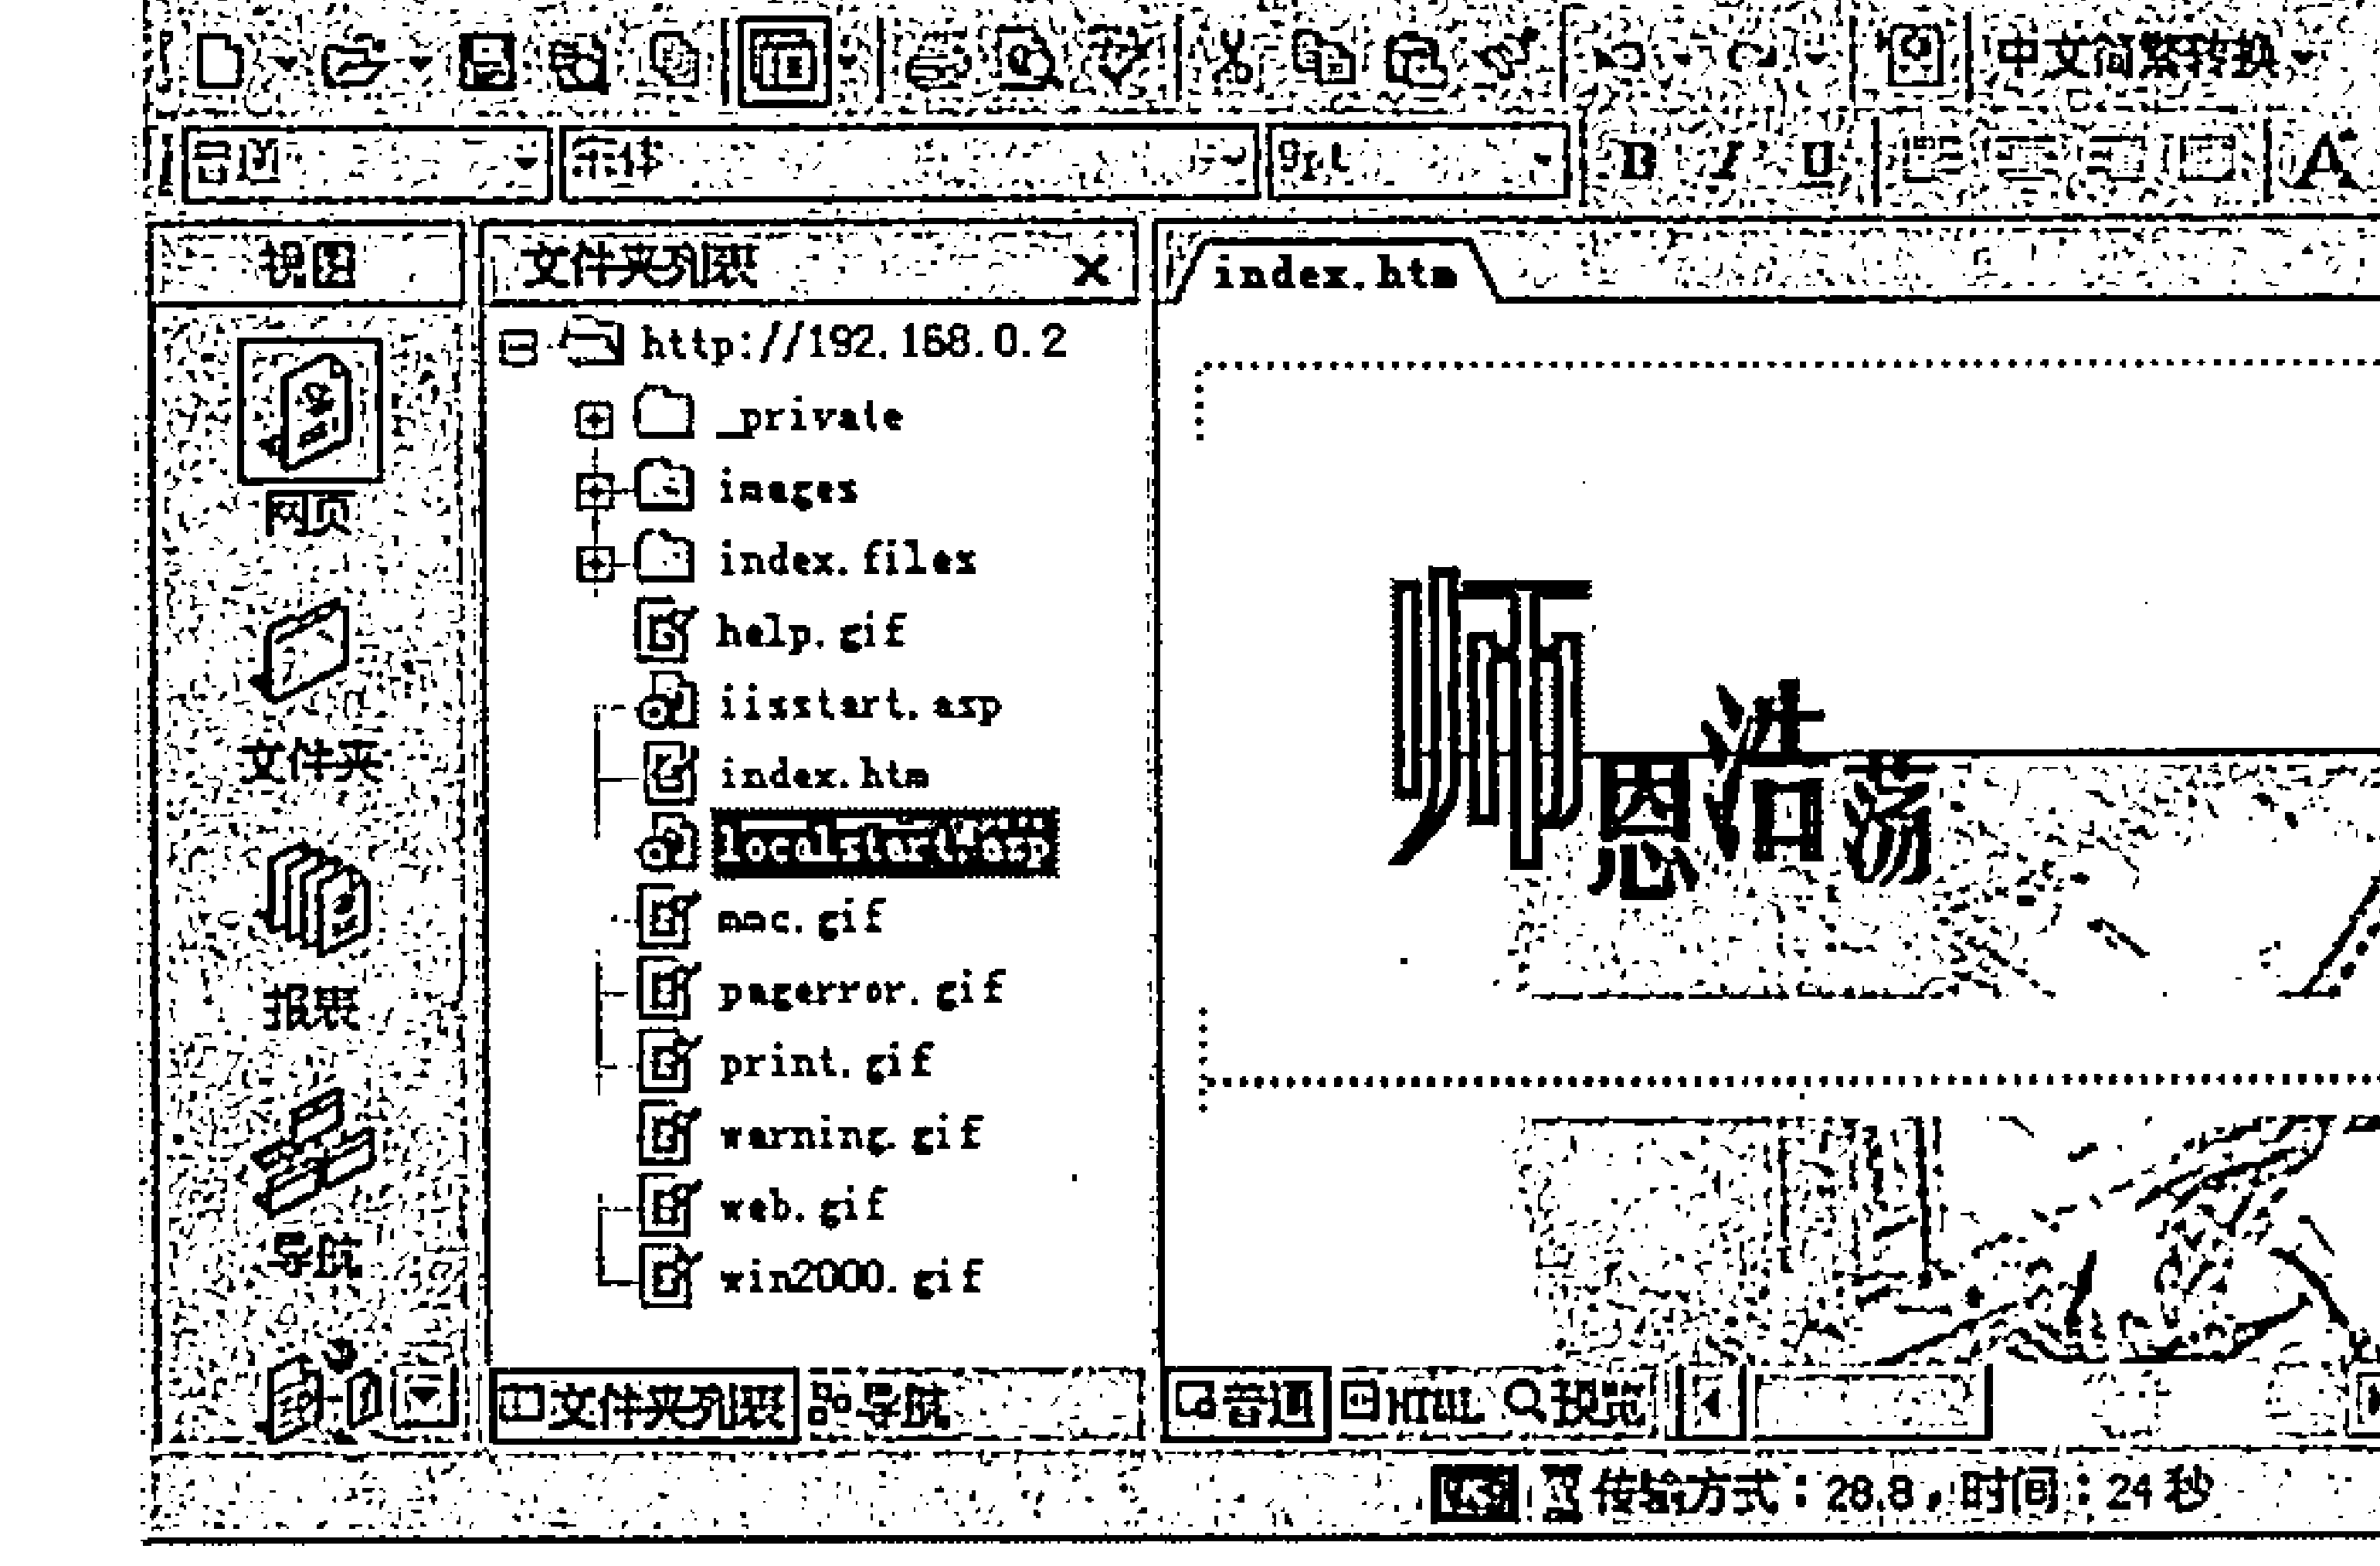 中文简繁转换
普通 宋体 9pt B I U A
视图
文件夹列表
index.htm
http://192.168.0.2
_private
images
index.files
help.gif
iisstart.asp
index.htm
localstart.asp
mmc.gif
pagerror.gif
print.gif
warning.gif
web.gif
win2000.gif
网页
文件夹
报表
导航
师恩浩荡
文件夹列表 导航
普通 HTML 预览
传输方式：28.8，时间：24 秒